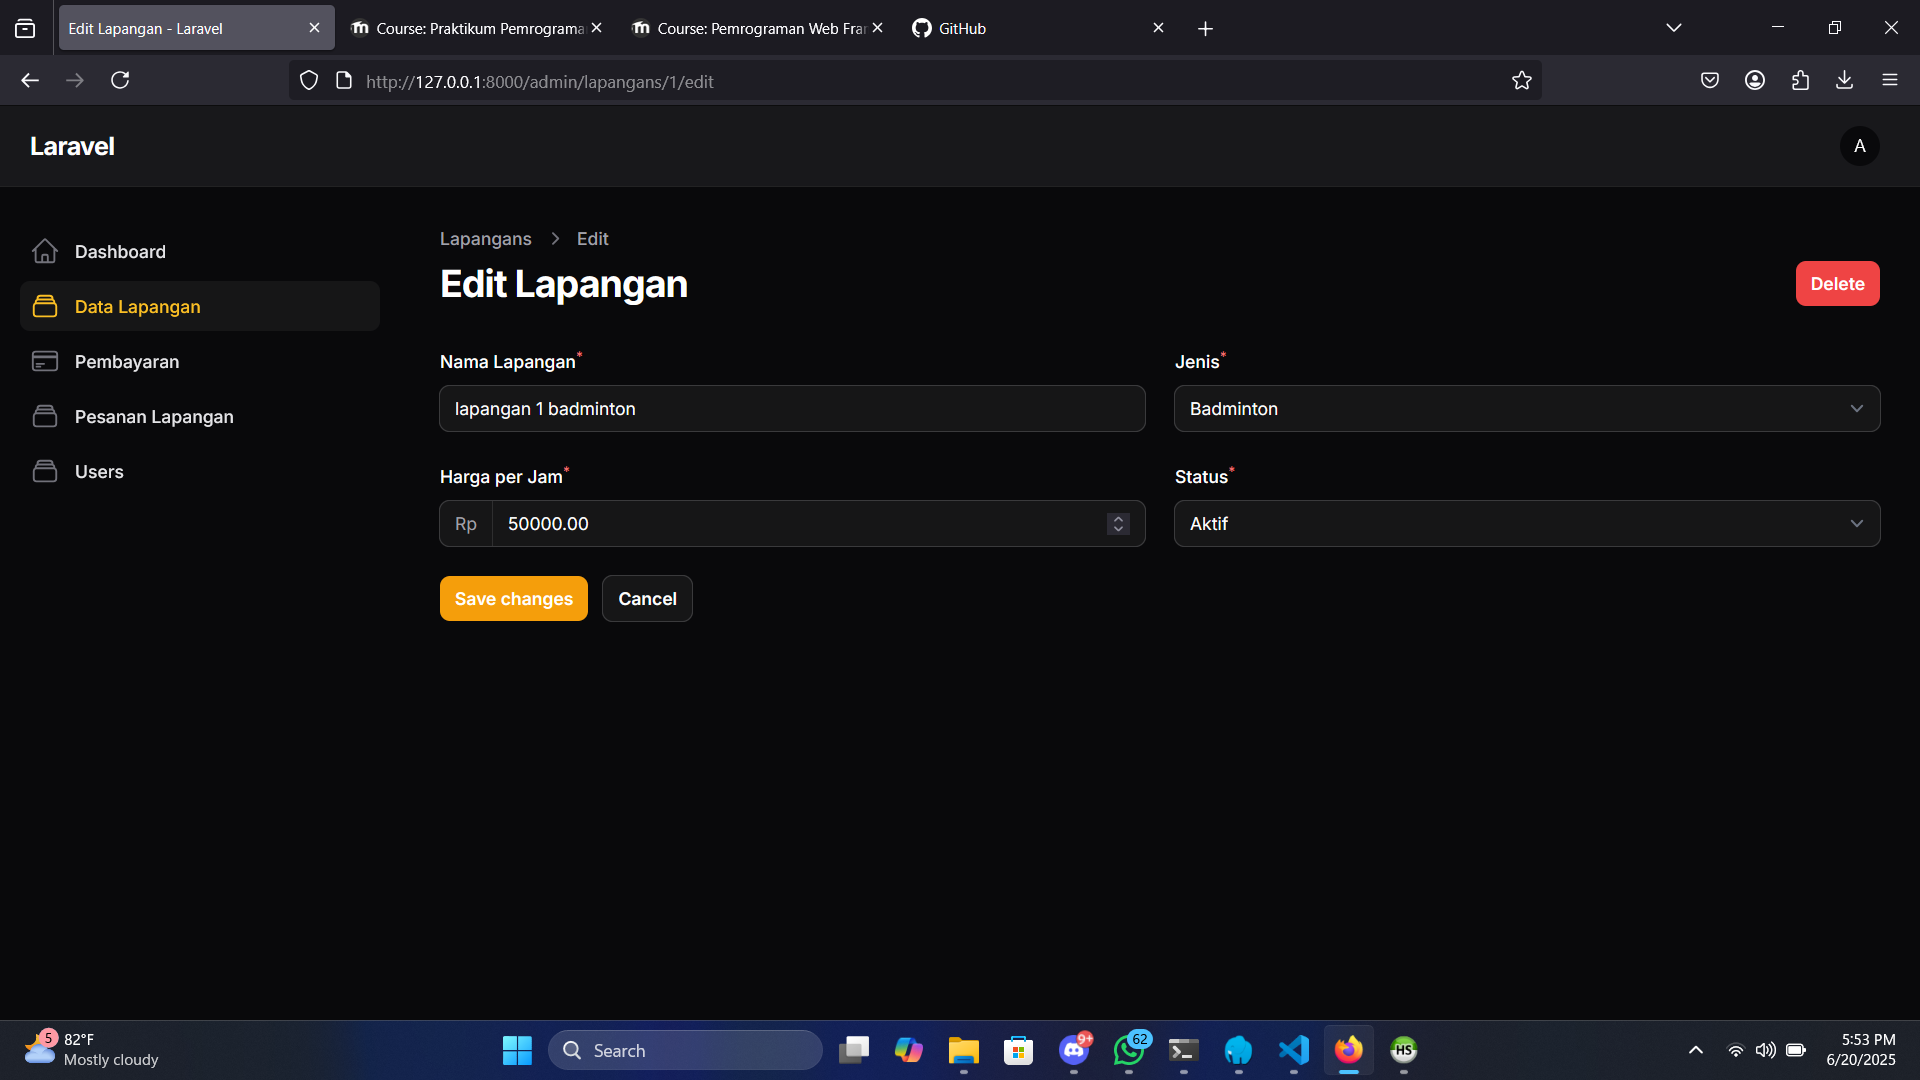 Edit Lapangan - Laravel
Course: Praktikum Pemrograma
Course: Pemrograman Web Fra
GitHub
http://127.0.0.1:8000/admin/lapangans/1/edit
Laravel
A
Dashboard
Data Lapangan
Pembayaran
Pesanan Lapangan
Users
Lapangans > Edit
Edit Lapangan
Delete
Nama Lapangan*
lapangan 1 badminton
Jenis*
Badminton
Harga per Jam*
Rp 50000.00
Status*
Aktif
Save changes
Cancel
5
82°F
Mostly cloudy
Search
9+
62
HS
5:53 PM
6/20/2025